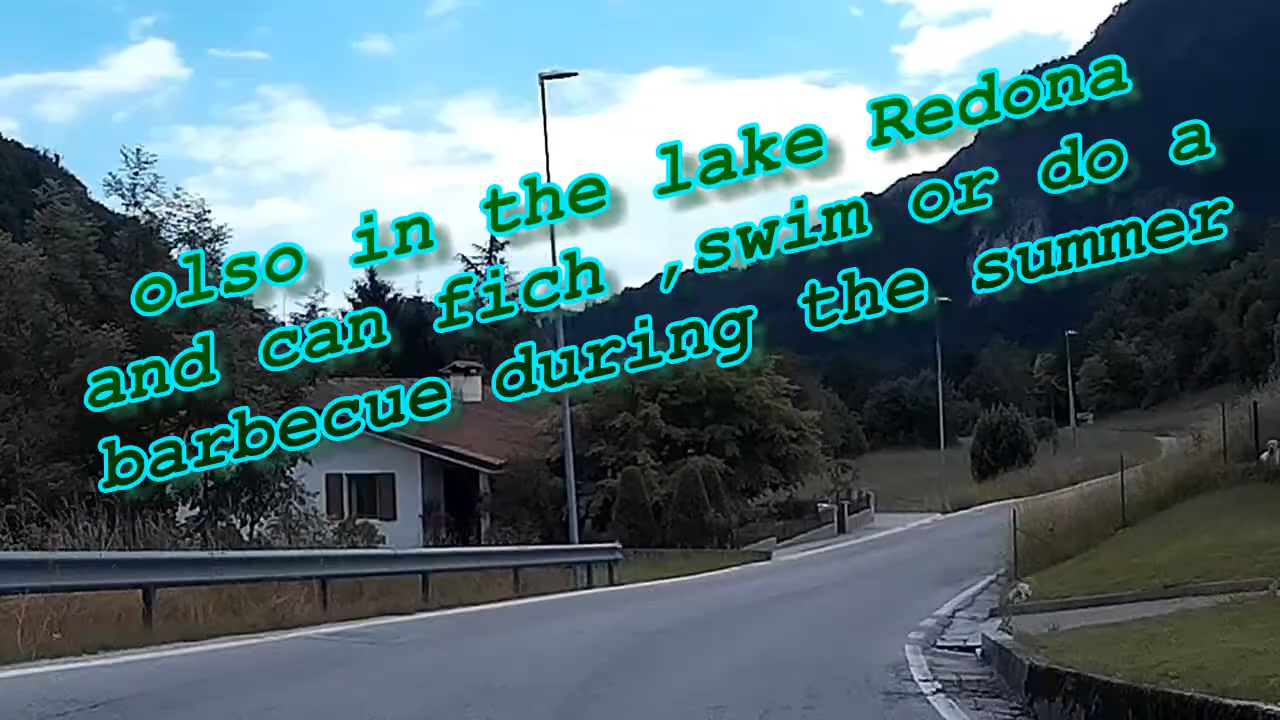 olso in the lake Redona
and can fich ,swim or do a
barbecue during the summer